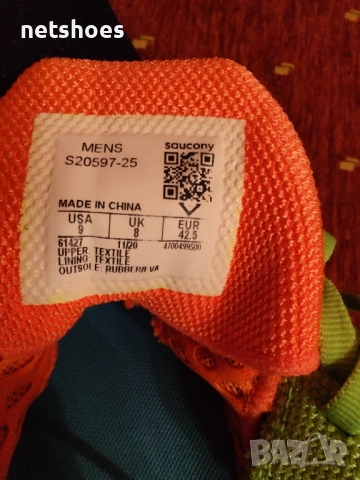 netshoes
MENS saucony
S20597-25
MADE IN CHINA
USA UK EUR
9 8 42.5
61427 11/20 4700499500
UPPER: TEXTILE
LINING: TEXTILE
OUTSOLE: RUBBER/EVA
BAZAR